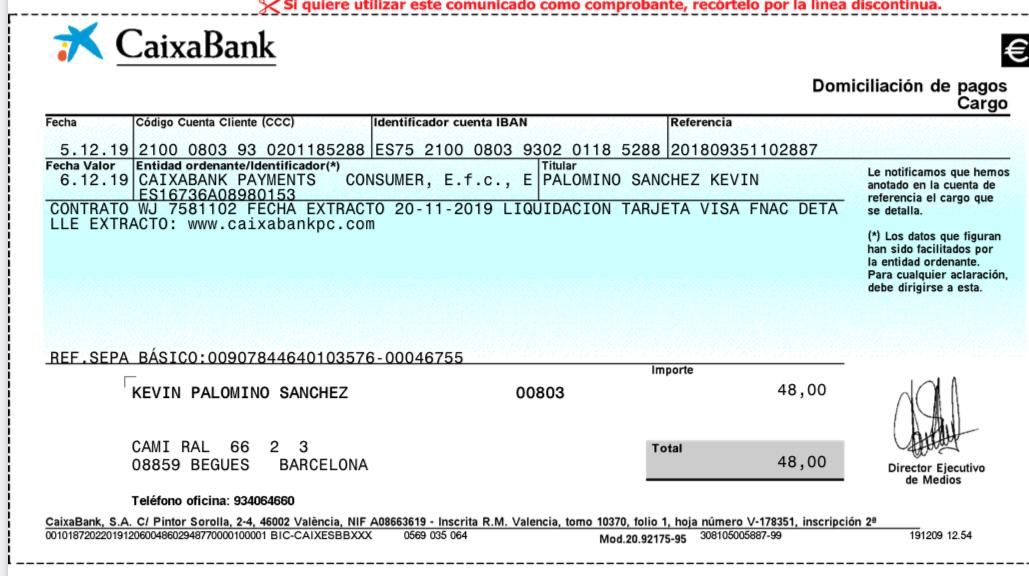 Si quiere utilizar este comunicado como comprobante, recórtelo por la línea discontinua.
CaixaBank
€
Domiciliación de pagos
Cargo
Fecha Código Cuenta Cliente (CCC) Identificador cuenta IBAN Referencia
5.12.19 2100 0803 93 0201185288 ES75 2100 0803 9302 0118 5288 201809351102887
Fecha Valor Entidad ordenante/Identificador(*) Titular
6.12.19 CAIXABANK PAYMENTS CONSUMER, E.f.c., E PALOMINO SANCHEZ KEVIN
ES16736A08980153
CONTRATO WJ 7581102 FECHA EXTRACTO 20-11-2019 LIQUIDACION TARJETA VISA FNAC DETA
LLE EXTRACTO: www.caixabankpc.com
Le notificamos que hemos
anotado en la cuenta de
referencia el cargo que
se detalla.
(*) Los datos que figuran
han sido facilitados por
la entidad ordenante.
Para cualquier aclaración,
debe dirigirse a esta.
REF.SEPA BÁSICO:00907844640103576-00046755
Importe
KEVIN PALOMINO SANCHEZ 00803 48,00
CAMI RAL 66 2 3
08859 BEGUES BARCELONA
Total
48,00
Director Ejecutivo
de Medios
Teléfono oficina: 934064660
CaixaBank, S.A. C/ Pintor Sorolla, 2-4, 46002 València, NIF A08663619 - Inscrita R.M. Valencia, tomo 10370, folio 1, hoja número V-178351, inscripción 2ª
00101872022019120600486029487700001 00001 BIC-CAIXESBBXXX 0569 035 064 Mod.20.92175-95 308105005887-99 191209 12.54